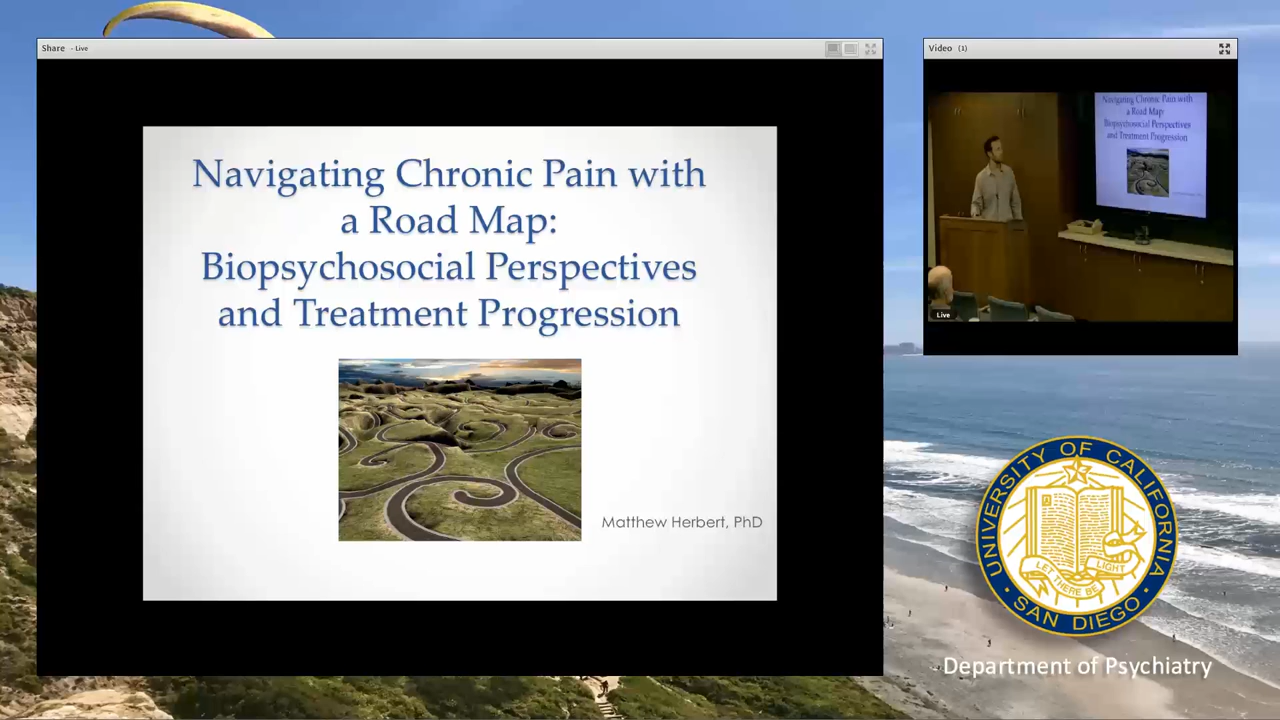 Share - Live
Navigating Chronic Pain with
a Road Map:
Biopsychosocial Perspectives
and Treatment Progression
Matthew Herbert, PhD
Video (1)
Navigating Chronic Pain with
a Road Map:
Biopsychosocial Perspectives
and Treatment Progression
Live
UNIVERSITY OF CALIFORNIA
LET THERE BE LIGHT
A
SAN DIEGO
Department of Psychiatry